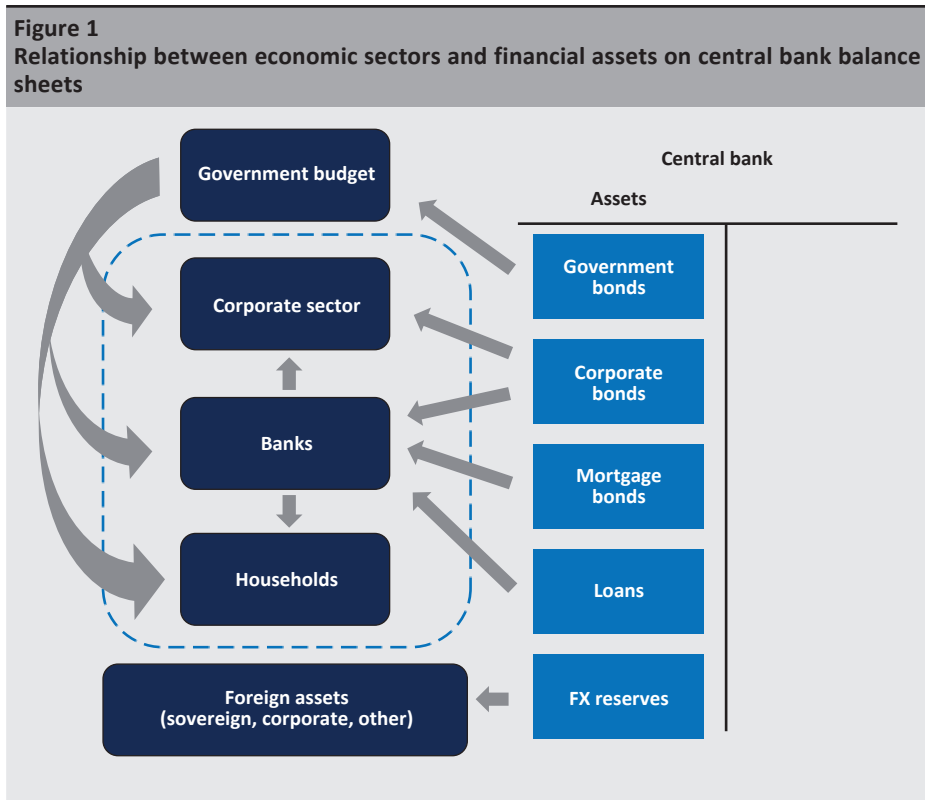 Figure 1
Relationship between economic sectors and financial assets on central bank balance
sheets
Central bank
Assets
Government budget
Government
bonds
Corporate sector
Corporate
bonds
Banks
Mortgage
bonds
Households
Loans
Foreign assets
(sovereign, corporate, other)
FX reserves